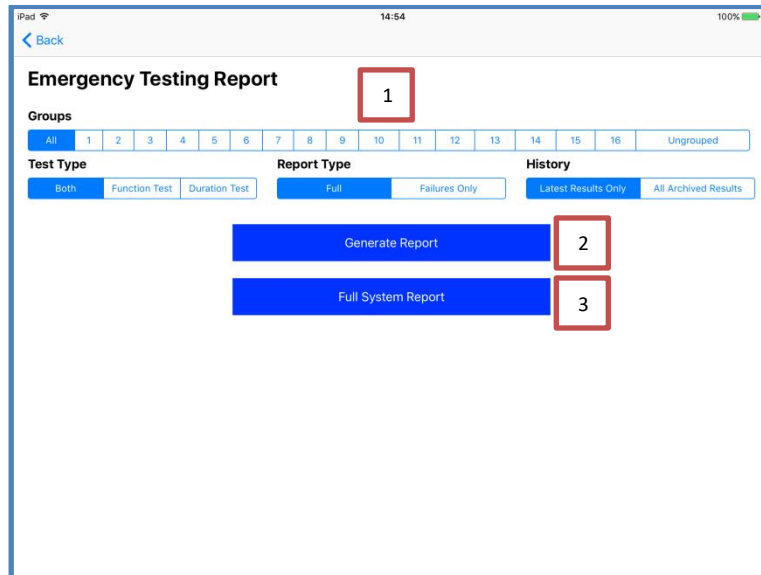 iPad 14:54 100%
Back
Emergency Testing Report
1
Groups
All 1 2 3 4 5 6 7 8 9 10 11 12 13 14 15 16 Ungrouped
Test Type Report Type History
Both Function Test Duration Test Full Failures Only Latest Results Only All Archived Results
Generate Report 2
Full System Report 3